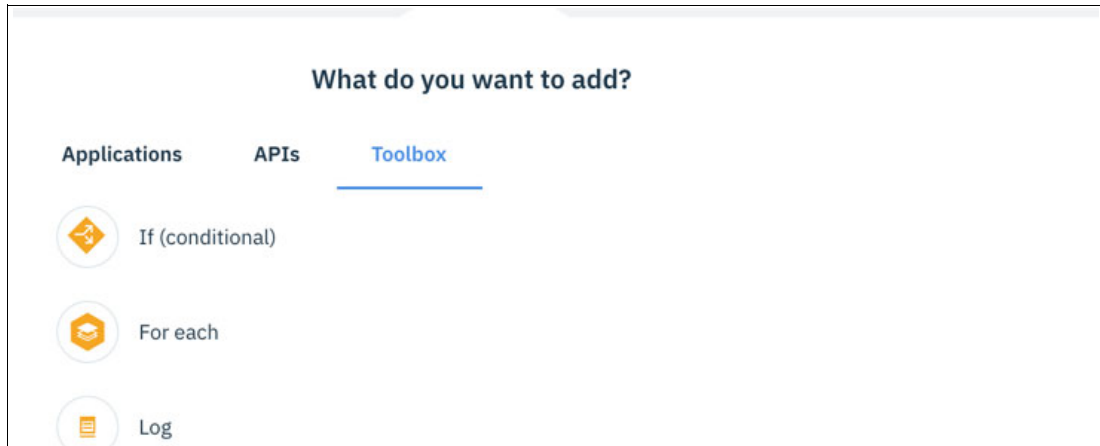 What do you want to add?
Applications APIs Toolbox
If (conditional)
For each
Log